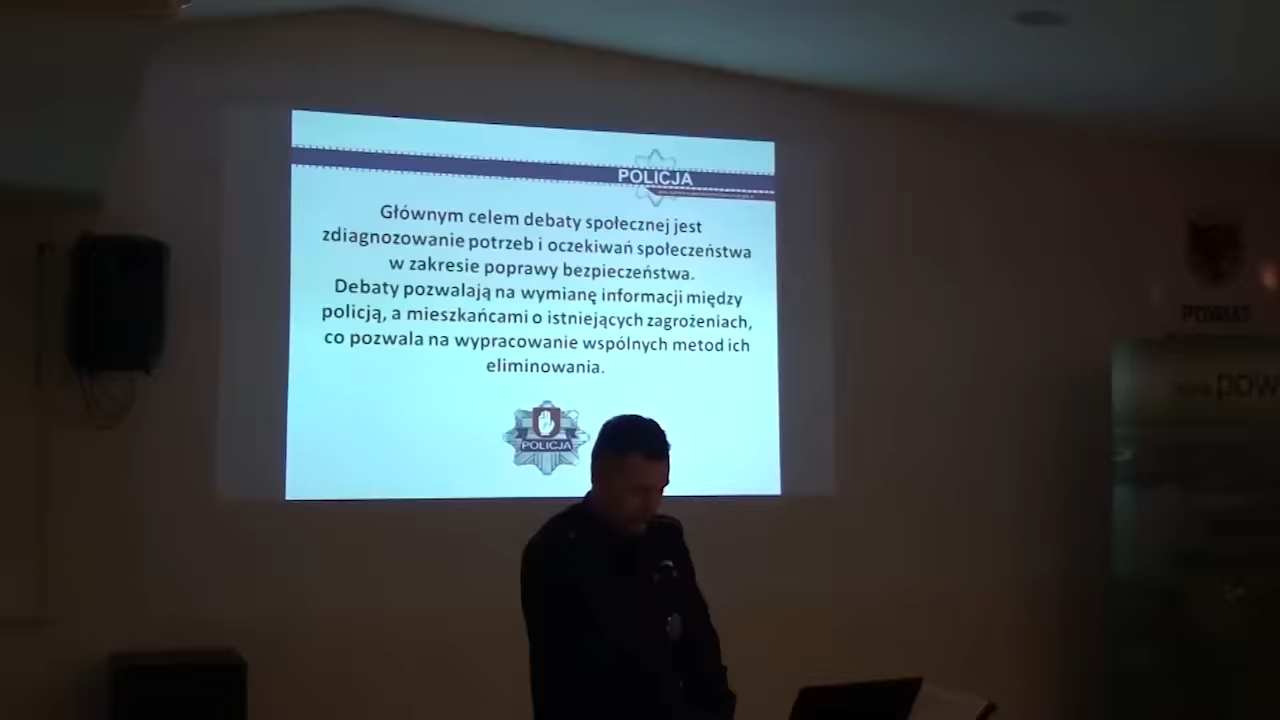 POLICJA
Głównym celem debaty społecznej jest
zdiagnozowanie potrzeb i oczekiwań społeczeństwa
w zakresie poprawy bezpieczeństwa.
Debaty pozwalają na wymianę informacji między
policją, a mieszkańcami o istniejących zagrożeniach,
co pozwala na wypracowanie wspólnych metod ich
eliminowania.
POLICJA
POWIAT